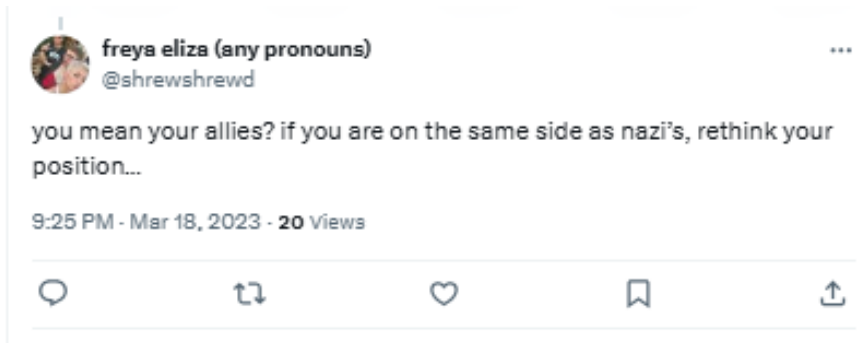 freya eliza (any pronouns)
@shrewshrewd
you mean your allies? if you are on the same side as nazi's, rethink your
position...
9:25 PM · Mar 18, 2023 · 20 Views